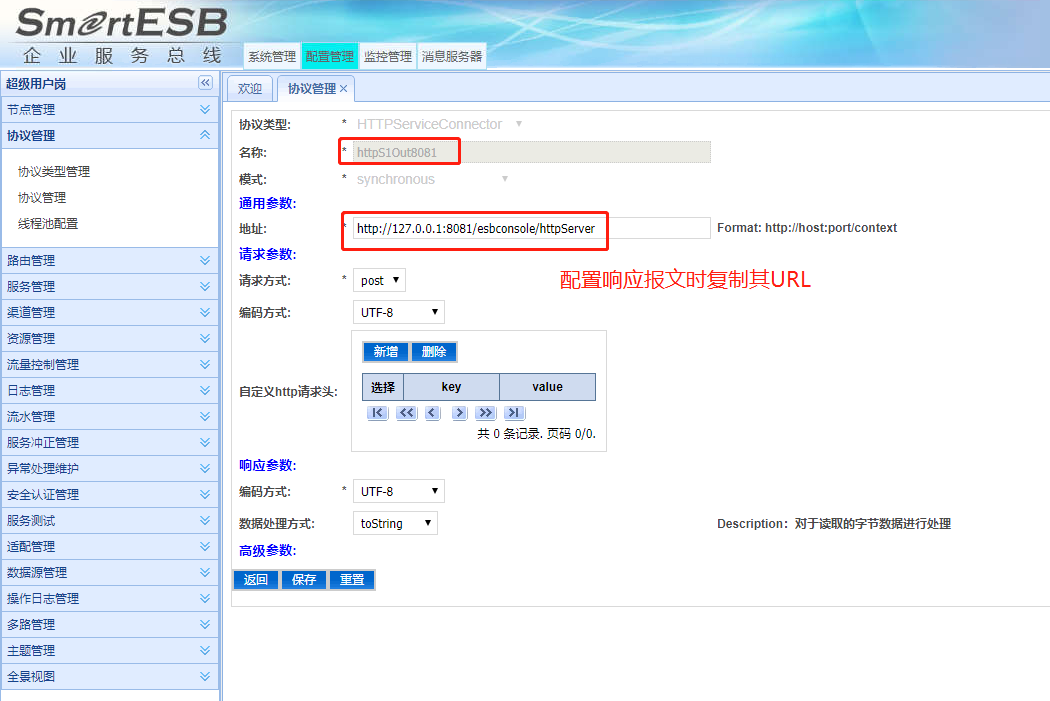 SmartESB
企业服务总线
系统管理 配置管理 监控管理 消息服务器
超级用户岗
节点管理
协议管理
协议类型管理
协议管理
线程池配置
路由管理
服务管理
渠道管理
资源管理
流量控制管理
日志管理
流水管理
服务冲正管理
异常处理维护
安全认证管理
服务测试
适配管理
数据源管理
操作日志管理
多路管理
主题管理
全景视图
欢迎 协议管理
协议类型: * HTTPServiceConnector
名称: * httpS1Out8081
模式: * synchronous
通用参数:
地址: * http://127.0.0.1:8081/esbconsole/httpServer Format: http://host:port/context
请求参数:
请求方式: * post
配置响应报文时复制其URL
编码方式: UTF-8
新增 删除
自定义http请求头:
选择 key value
共 0 条记录. 页码 0/0.
响应参数:
编码方式: * UTF-8
数据处理方式: toString Description: 对于读取的字节数据进行处理
高级参数:
返回 保存 重置